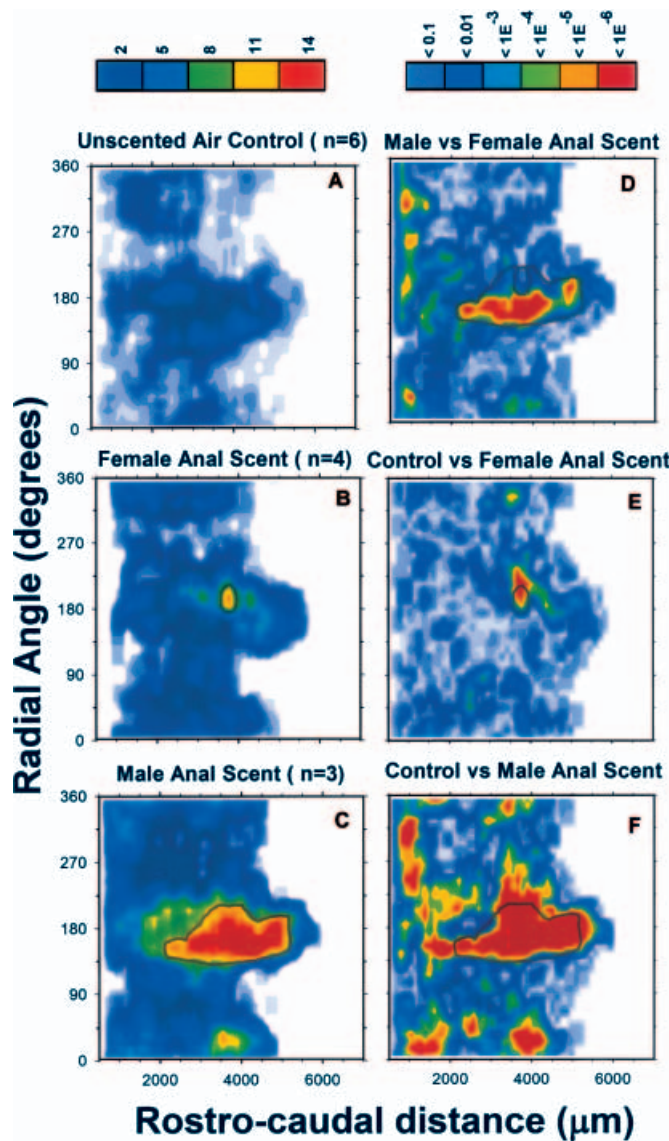 2 5 8 11 14
< 0.1 < 0.01 < 1E⁻³ < 1E⁻⁴ < 1E⁻⁵ < 1E⁻⁶
Unscented Air Control ( n=6)
A
360
270
180
90
0
Male vs Female Anal Scent
D
Female Anal Scent ( n=4)
B
360
270
180
90
0
Control vs Female Anal Scent
E
Male Anal Scent ( n=3)
C
360
270
180
90
0
Control vs Male Anal Scent
F
2000 4000 6000
2000 4000 6000
Radial Angle (degrees)
Rostro-caudal distance (µm)